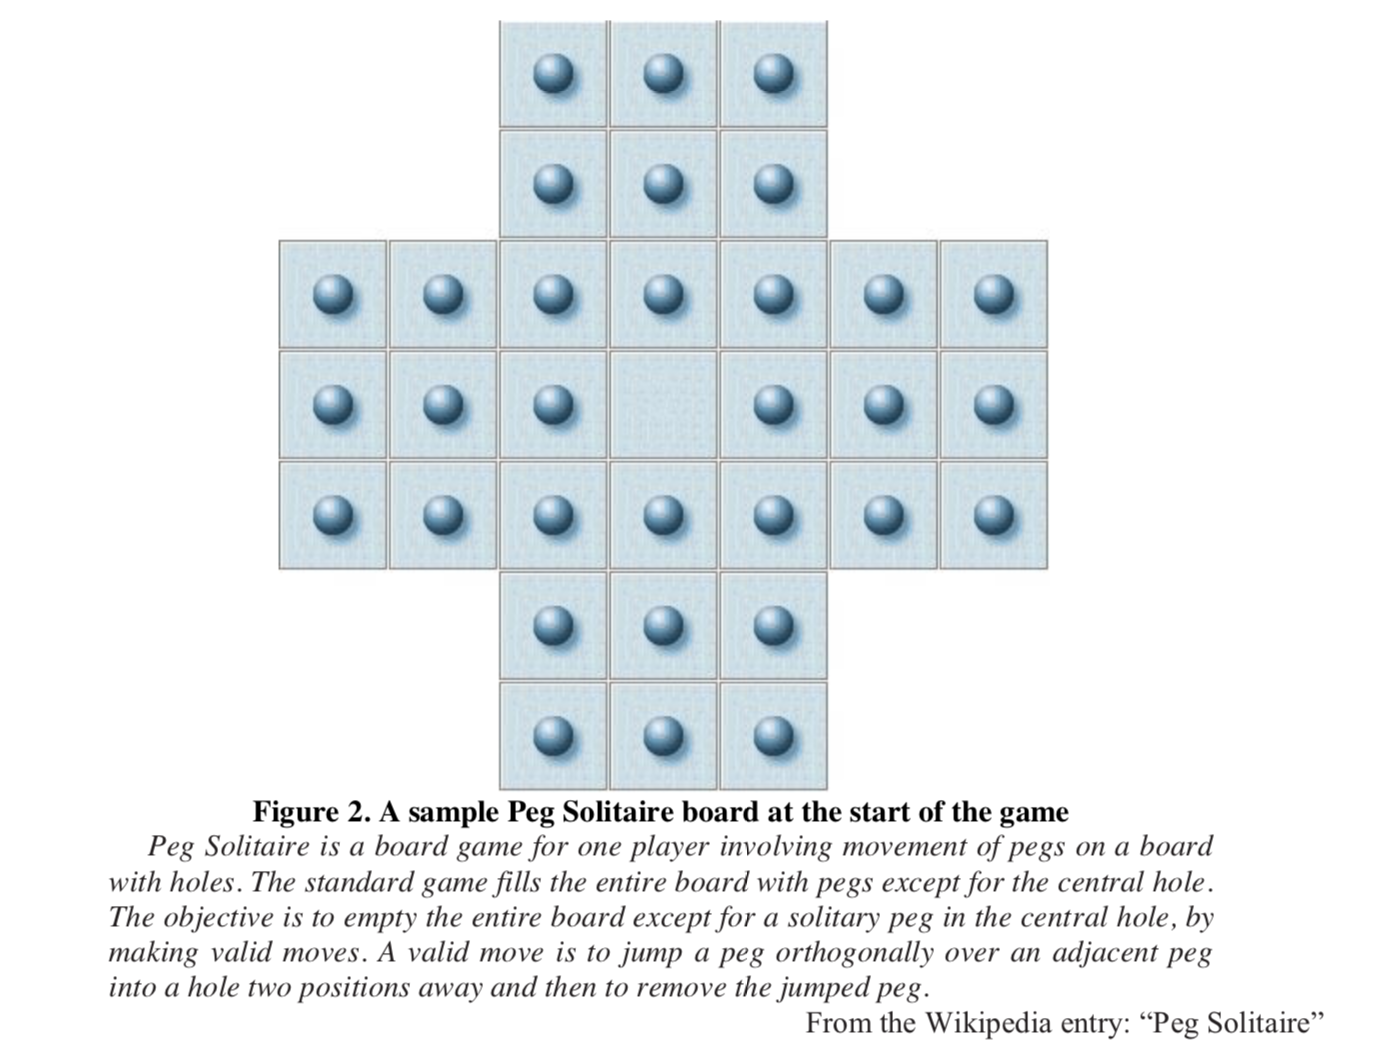 Figure 2. A sample Peg Solitaire board at the start of the game
Peg Solitaire is a board game for one player involving movement of pegs on a board
with holes. The standard game fills the entire board with pegs except for the central hole.
The objective is to empty the entire board except for a solitary peg in the central hole, by
making valid moves. A valid move is to jump a peg orthogonally over an adjacent peg
into a hole two positions away and then to remove the jumped peg.
From the Wikipedia entry: “Peg Solitaire”